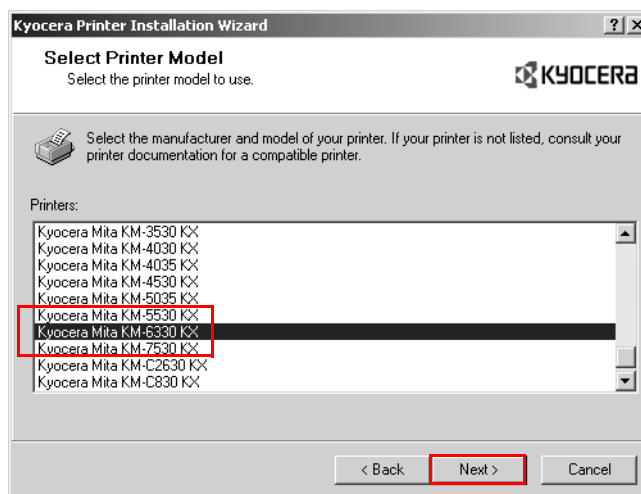 Kyocera Printer Installation Wizard
Select Printer Model
Select the printer model to use.
KYOCERA
Select the manufacturer and model of your printer. If your printer is not listed, consult your
printer documentation for a compatible printer.
Printers:
Kyocera Mita KM-3530 KX
Kyocera Mita KM-4030 KX
Kyocera Mita KM-4035 KX
Kyocera Mita KM-4530 KX
Kyocera Mita KM-5035 KX
Kyocera Mita KM-5530 KX
Kyocera Mita KM-6330 KX
Kyocera Mita KM-7530 KX
Kyocera Mita KM-C2630 KX
Kyocera Mita KM-C830 KX
< Back Next > Cancel